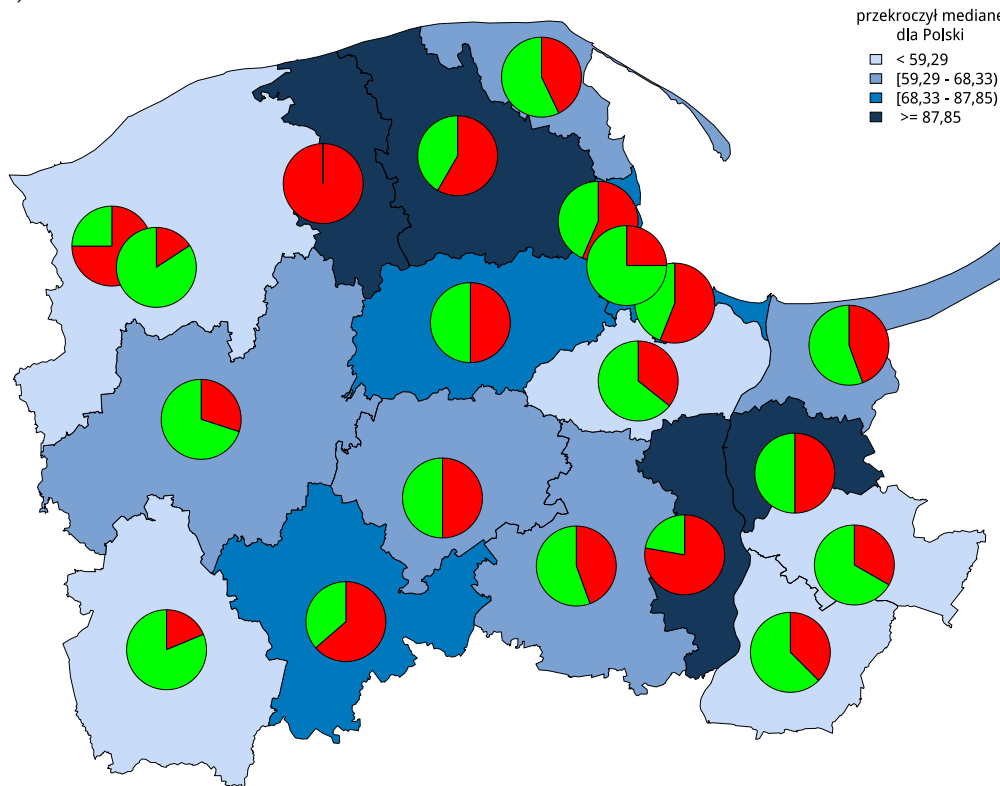 przekroczył medianę
dla Polski
< 59,29
[59,29 - 68,33)
[68,33 - 87,85)
>= 87,85